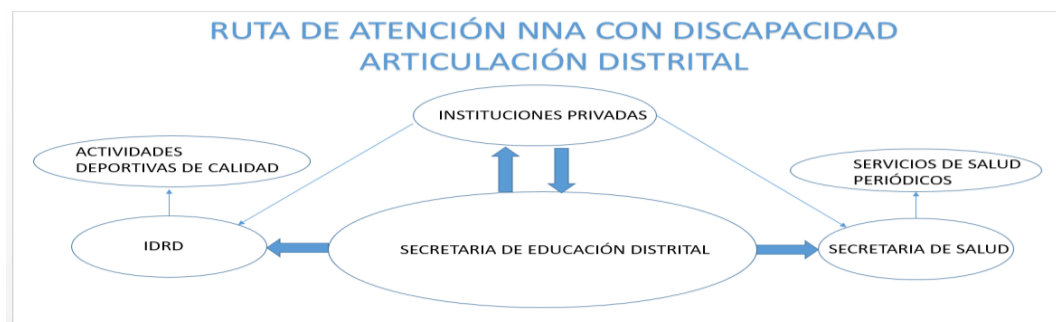 RUTA DE ATENCIÓN NNA CON DISCAPACIDAD
ARTICULACIÓN DISTRITAL
INSTITUCIONES PRIVADAS
ACTIVIDADES
DEPORTIVAS DE CALIDAD
SERVICIOS DE SALUD
PERIÓDICOS
IDRD
SECRETARIA DE EDUCACIÓN DISTRITAL
SECRETARIA DE SALUD